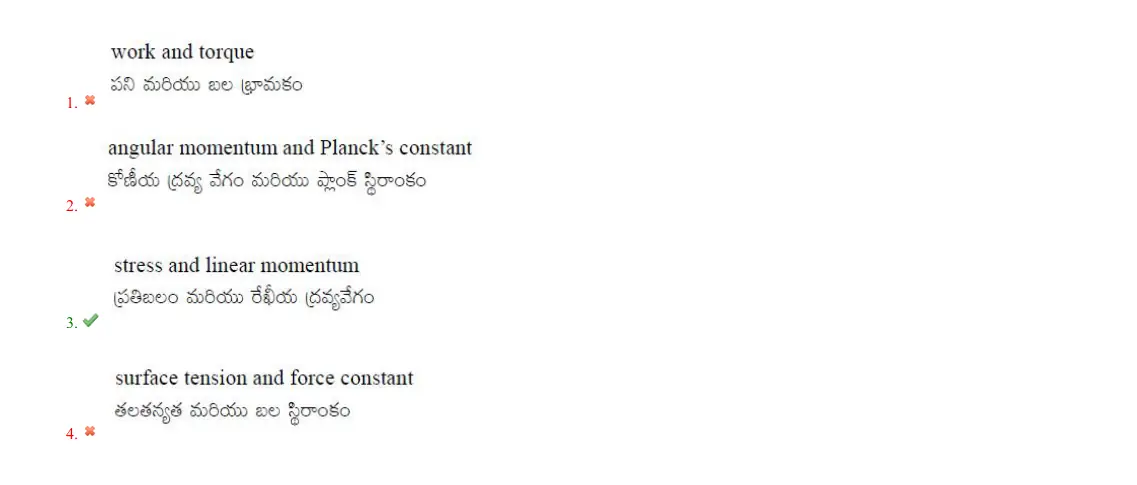 work and torque
పని మరియు బల భ్రామకం
1.
angular momentum and Planck’s constant
కోణీయ ద్రవ్య వేగం మరియు ప్లాంక్ స్థిరాంకం
2.
stress and linear momentum
ప్రతిబలం మరియు రేఖీయ ద్రవ్యవేగం
3.
surface tension and force constant
తలతన్యత మరియు బల స్థిరాంకం
4.